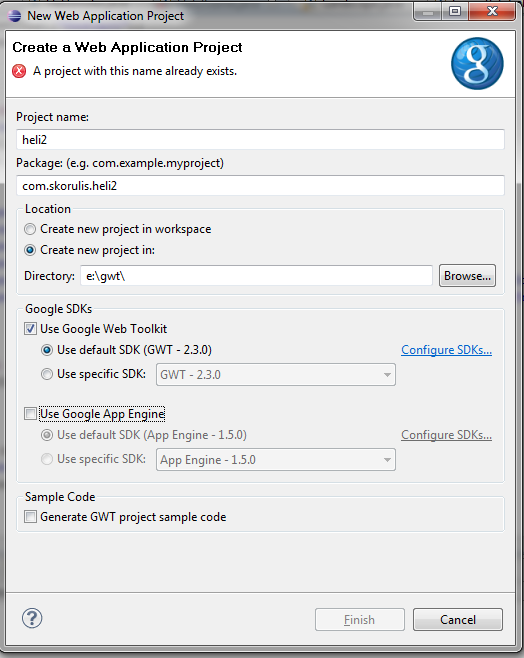 New Web Application Project
Create a Web Application Project
A project with this name already exists.
g
Project name:
heli2
Package: (e.g. com.example.myproject)
com.skorulis.heli2
Location
Create new project in workspace
Create new project in:
Directory: e:\gwt\ Browse...
Google SDKs
Use Google Web Toolkit
Use default SDK (GWT - 2.3.0) Configure SDKs...
Use specific SDK: GWT - 2.3.0
Use Google App Engine
Use default SDK (App Engine - 1.5.0) Configure SDKs...
Use specific SDK: App Engine - 1.5.0
Sample Code
Generate GWT project sample code
? Finish Cancel